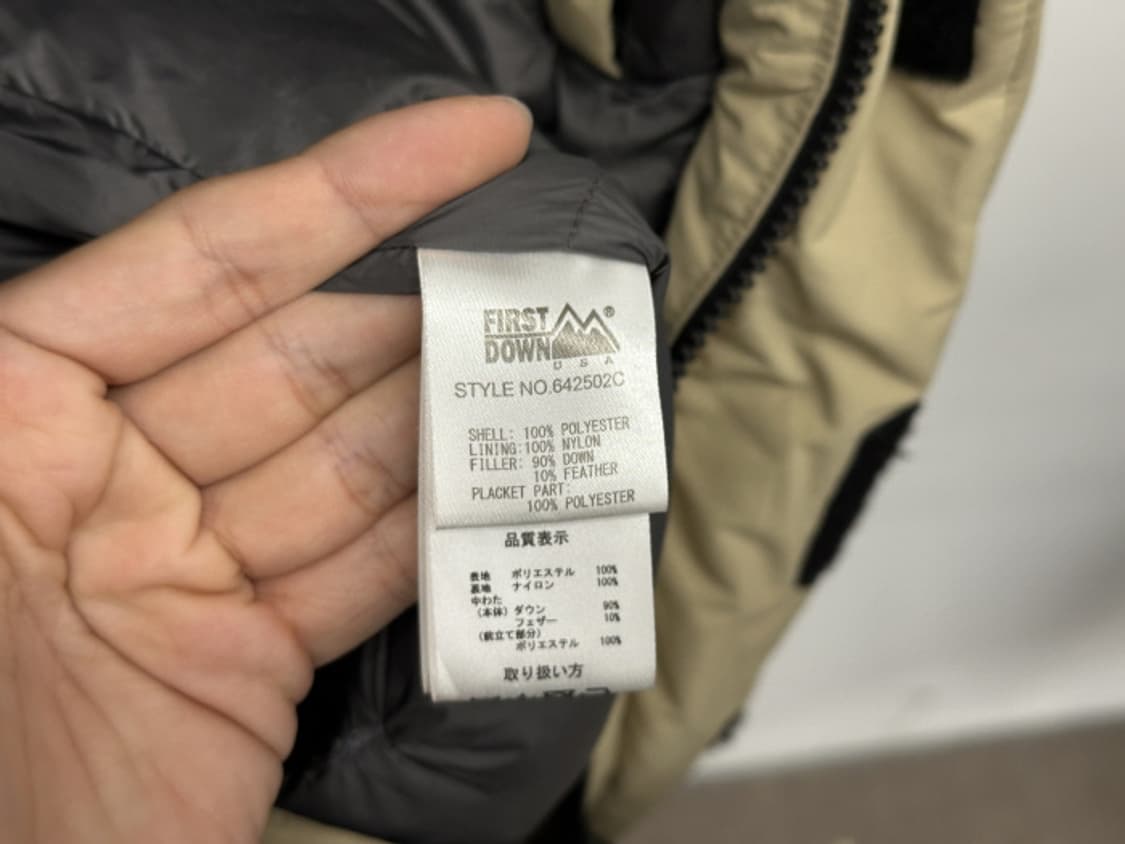 FIRST
DOWN
®
U S A
STYLE NO.642502C
SHELL: 100% POLYESTER
LINING:100% NYLON
FILLER: 90% DOWN
10% FEATHER
PLACKET PART:
100% POLYESTER
品質表示
表地 ポリエステル 100%
裏地 ナイロン 100%
中わた
(本体) ダウン 90%
フェザー 10%
(前立て部分)
ポリエステル 100%
取り扱い方